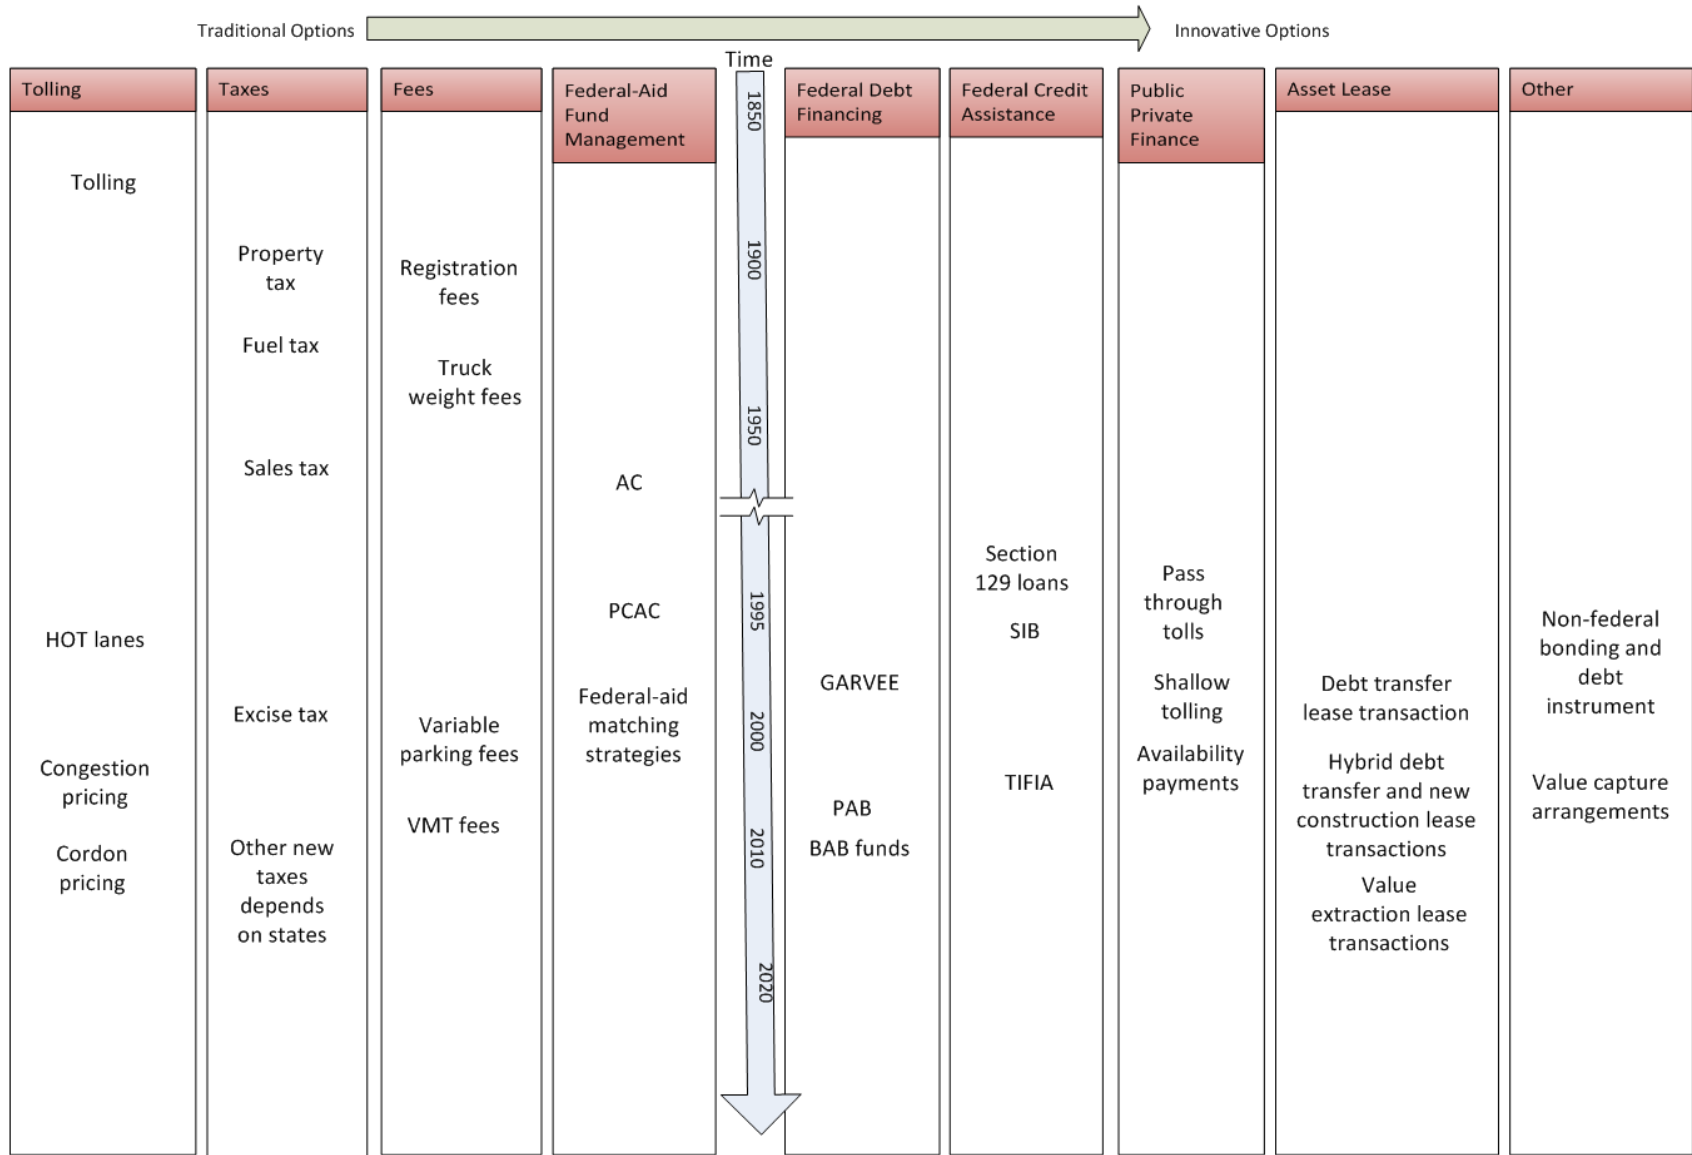 Traditional Options
Innovative Options
Time
Tolling
Tolling
HOT lanes
Congestion
pricing
Cordon
pricing
Taxes
Property
tax
Fuel tax
Sales tax
Excise tax
Other new
taxes
depends
on states
Fees
Registration
fees
Truck
weight fees
Variable
parking fees
VMT fees
Federal-Aid
Fund
Management
AC
PCAC
Federal-aid
matching
strategies
1850
1900
1950
1995
2000
2010
2020
Federal Debt
Financing
GARVEE
PAB
BAB funds
Federal Credit
Assistance
Section
129 loans
SIB
TIFIA
Public
Private
Finance
Pass
through
tolls
Shallow
tolling
Availability
payments
Asset Lease
Debt transfer
lease transaction
Hybrid debt
transfer and new
construction lease
transactions
Value
extraction lease
transactions
Other
Non-federal
bonding and
debt
instrument
Value capture
arrangements